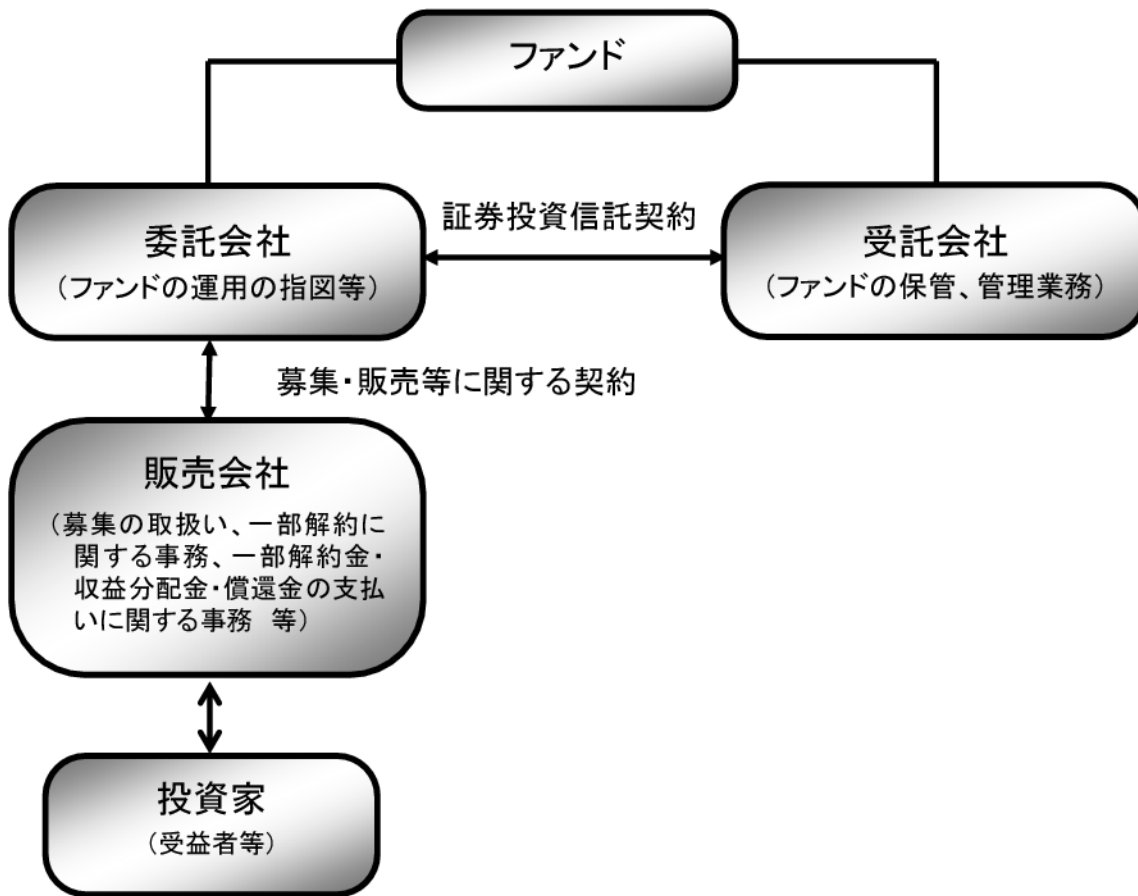 ファンド
委託会社
（ファンドの運用の指図等）
証券投資信託契約
受託会社
（ファンドの保管、管理業務）
募集・販売等に関する契約
販売会社
（募集の取扱い、一部解約に
関する事務、一部解約金・
収益分配金・償還金の支払
いに関する事務　等）
投資家
（受益者等）